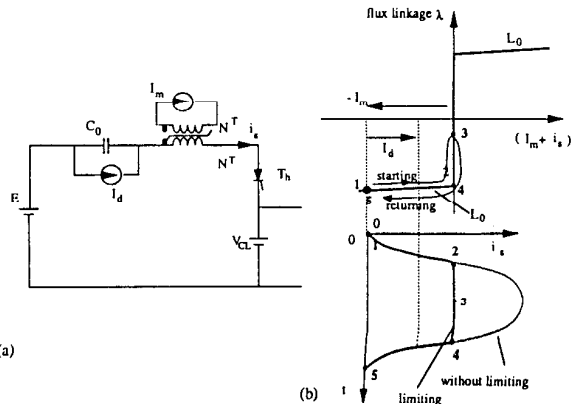 I_m
N^T
C_0
i_s
N^T
T_h
I_d
E
V_CL
(a)
flux linkage λ
L_0
- I_m
(I_m + i_s)
3
I_d
starting
2
1
s
4
returning
L_0
0
0
i_s
1
2
3
4
without limiting
5
limiting
t
(b)